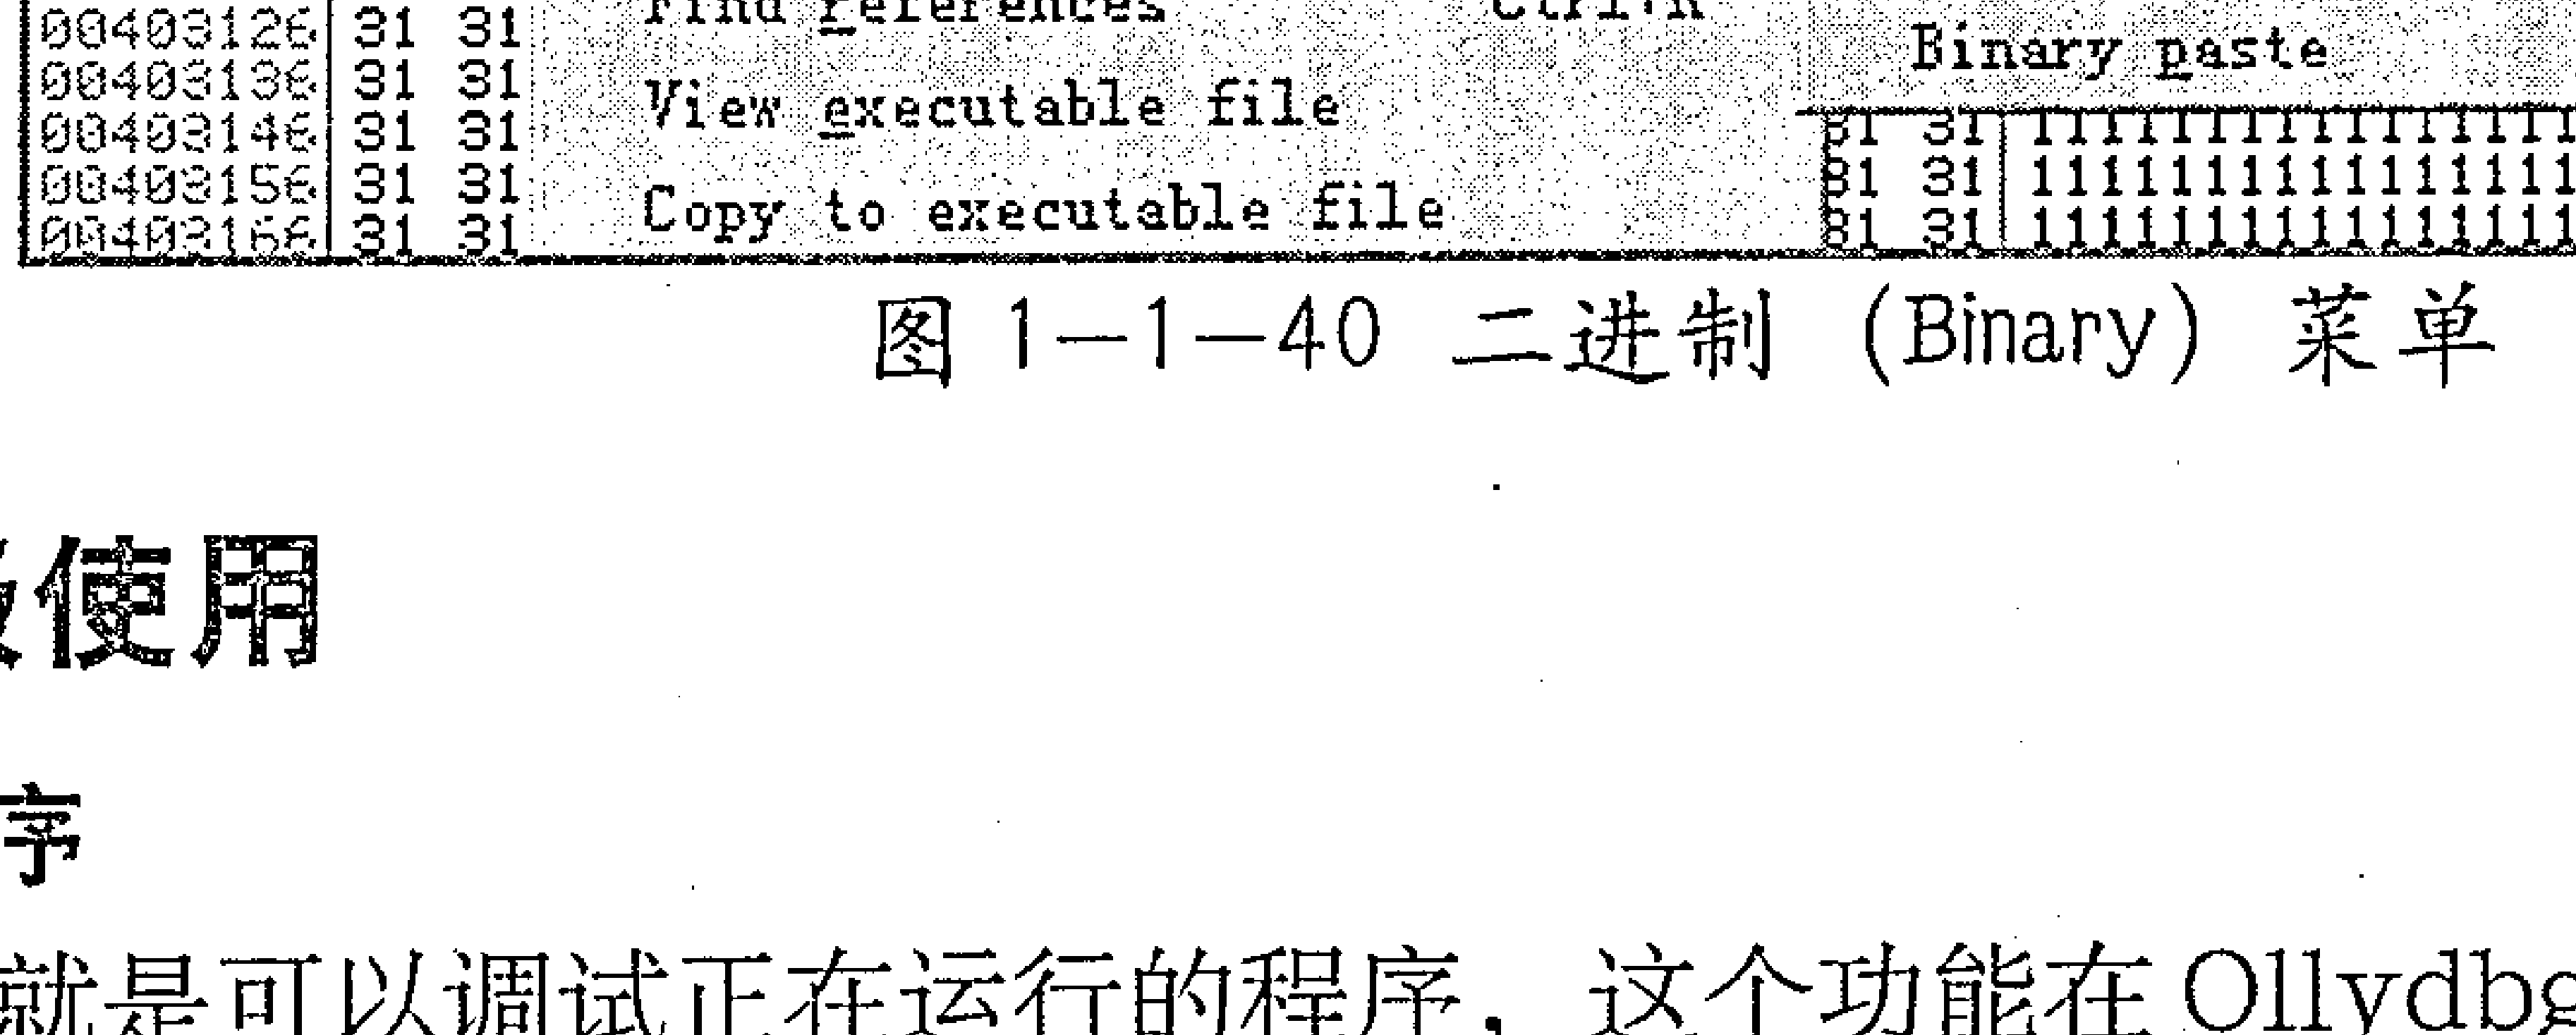 Find references Ctrl+R
Binary paste
00403126 31 31
00403136 31 31 View executable file
00403146 31 31 31 31 1111111111111111
00403156 31 31 Copy to executable file 31 31 1111111111111111
00403166 31 31 31 31 1111111111111111
图 1-1-40 二进制 (Binary) 菜单
使用
序
就是可以调试正在运行的程序，这个功能在 Ollydbg